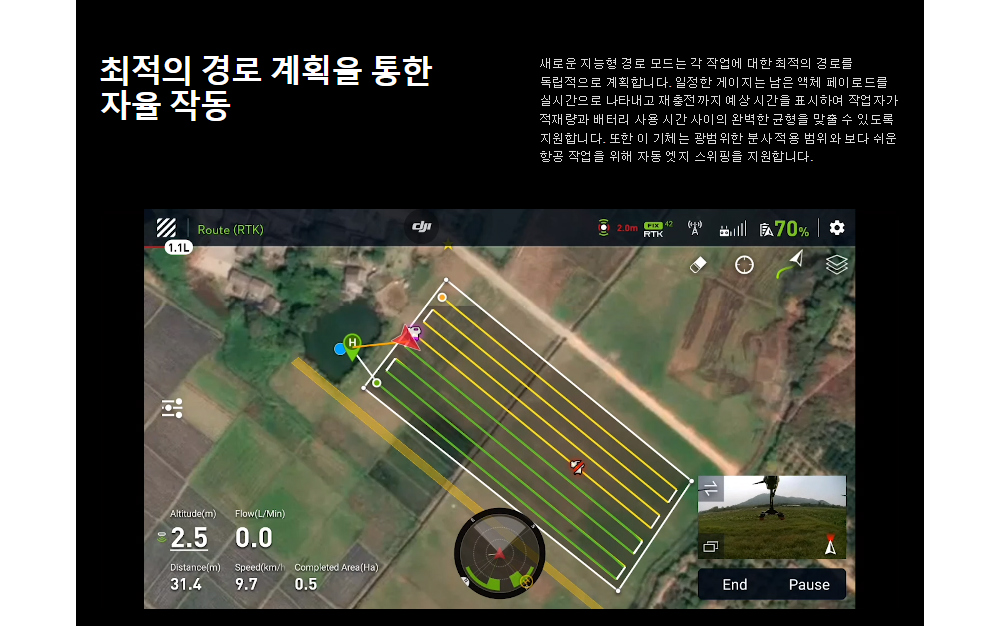 최적의 경로 계획을 통한
자율 작동
새로운 지능형 경로 모드는 각 작업에 대한 최적의 경로를
독립적으로 계획합니다. 일정한 게이지는 남은 액체 페이로드를
실시간으로 나타내고 재충전까지 예상 시간을 표시하여 작업자가
적재량과 배터리 사용 시간 사이의 완벽한 균형을 맞출 수 있도록
지원합니다. 또한 이 기체는 광범위한 분사 적용 범위와 보다 쉬운
항공 작업을 위해 자동 엣지 스위핑을 지원합니다.
Route (RTK)
dji
2.0m
FIX 42
RTK
70%
1.1L
H
Altitude(m) Flow(L/Min)
2.5 0.0
Distance(m) Speed(km/h Completed Area(Ha)
31.4 9.7 0.5
End Pause